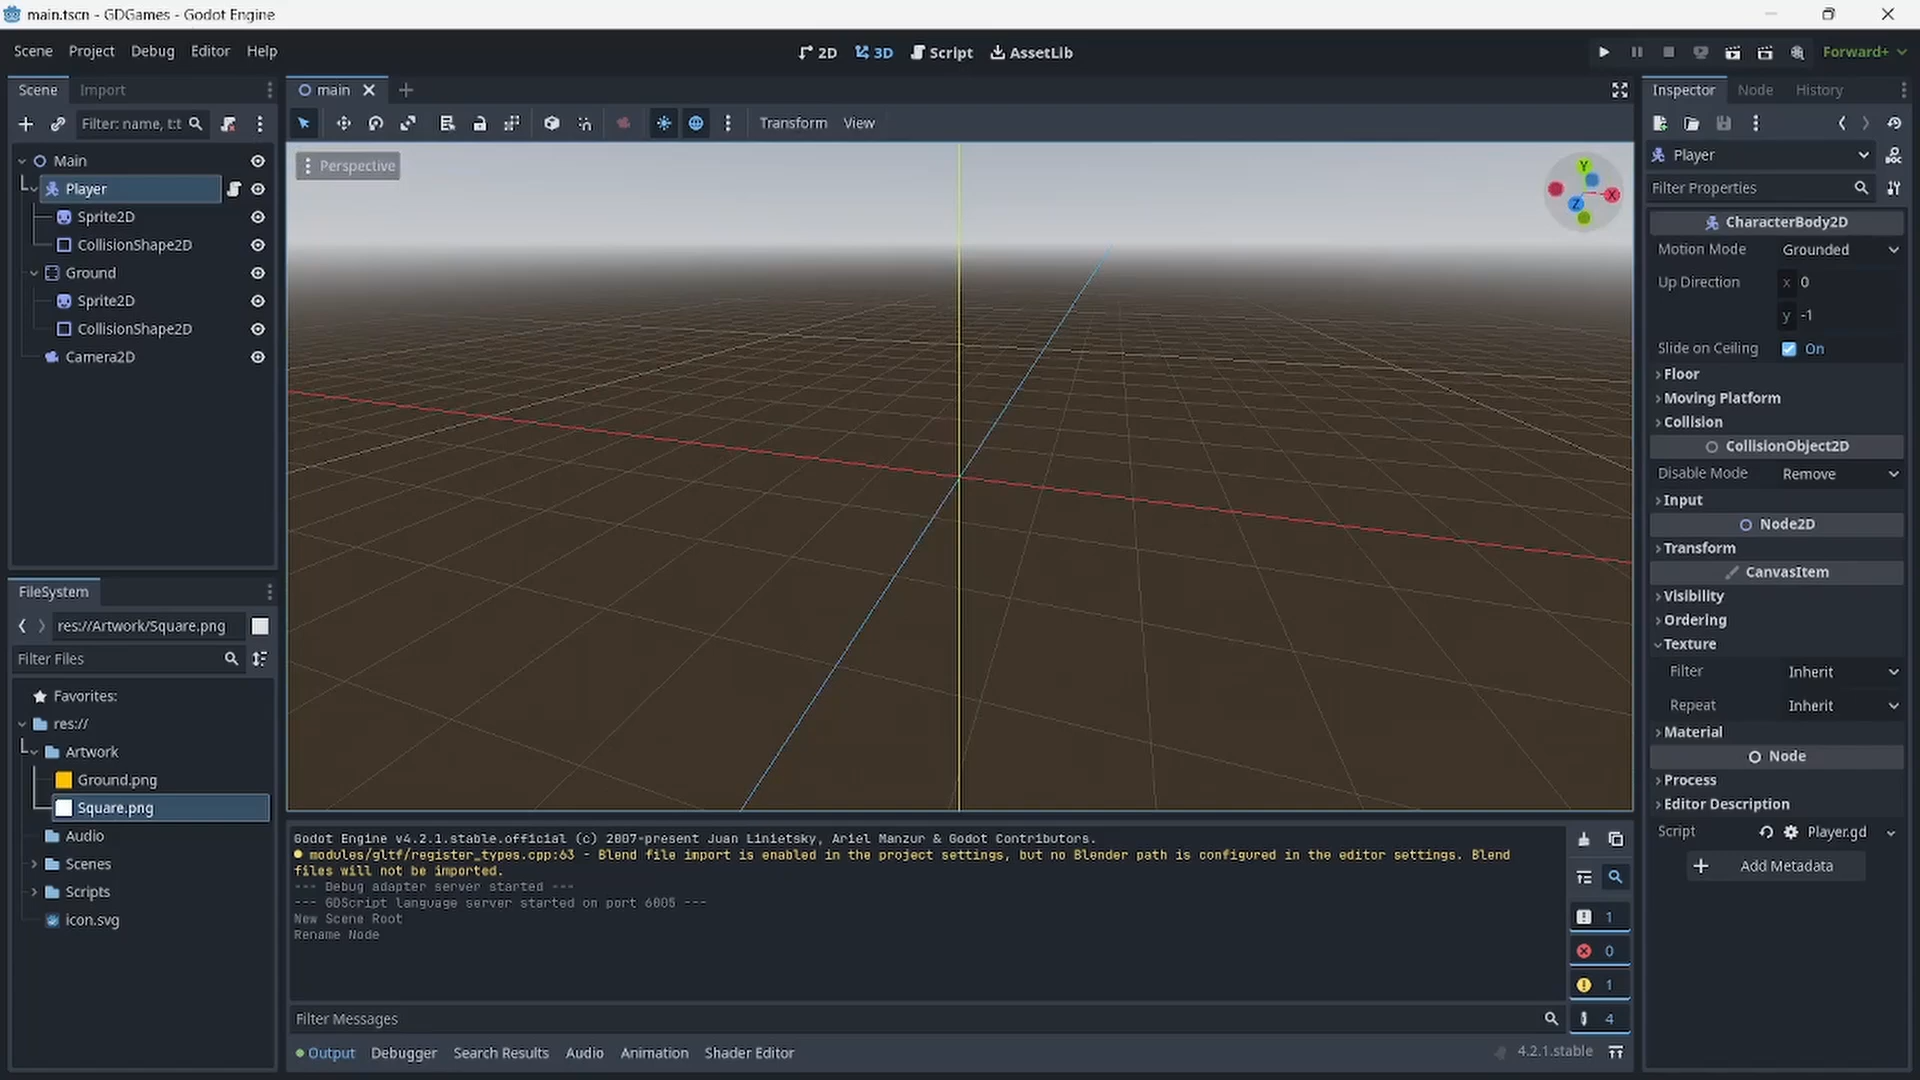 main.tscn - GDGames - Godot Engine
Scene Project Debug Editor Help
2D 3D Script AssetLib
Forward+
Scene Import
Filter: name, t:t
Main
Player
Sprite2D
CollisionShape2D
Ground
Sprite2D
CollisionShape2D
Camera2D
FileSystem
res://Artwork/Square.png
Filter Files
Favorites:
res://
Artwork
Ground.png
Square.png
Audio
Scenes
Scripts
icon.svg
main
Transform View
Perspective
Y
X
Z
Godot Engine v4.2.1.stable.official (c) 2007-present Juan Linietsky, Ariel Manzur & Godot Contributors.
modules/gltf/register_types.cpp:63 - Blend file import is enabled in the project settings, but no Blender path is configured in the editor settings. Blend
files will not be imported.
--- Debug adapter server started ---
--- GDScript language server started on port 6005 ---
New Scene Root
Rename Node
1
0
1
4
Filter Messages
Output Debugger Search Results Audio Animation Shader Editor
4.2.1.stable
Inspector Node History
Player
Filter Properties
CharacterBody2D
Motion Mode Grounded
Up Direction x 0
y -1
Slide on Ceiling On
Floor
Moving Platform
Collision
CollisionObject2D
Disable Mode Remove
Input
Node2D
Transform
CanvasItem
Visibility
Ordering
Texture
Filter Inherit
Repeat Inherit
Material
Node
Process
Editor Description
Script Player.gd
Add Metadata